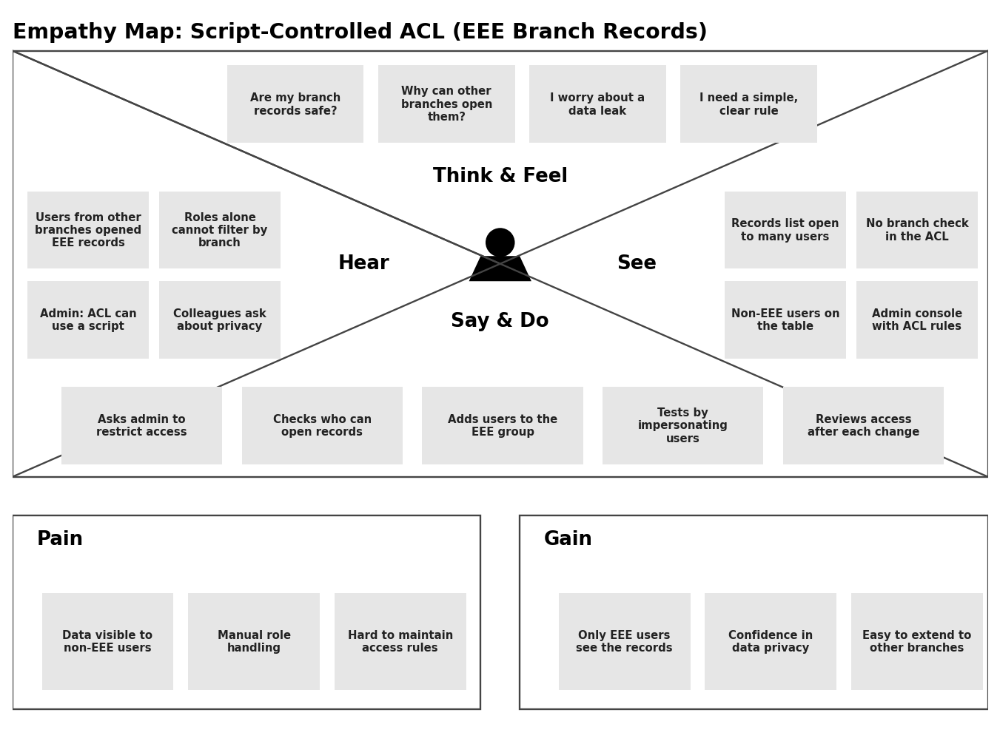 Empathy Map: Script-Controlled ACL (EEE Branch Records)
Are my branch
records safe?
Why can other
branches open
them?
I worry about a
data leak
I need a simple,
clear rule
Think & Feel
Users from other
branches opened
EEE records
Roles alone
cannot filter by
branch
Admin: ACL can
use a script
Colleagues ask
about privacy
Hear
See
Records list open
to many users
No branch check
in the ACL
Non-EEE users on
the table
Admin console
with ACL rules
Say & Do
Asks admin to
restrict access
Checks who can
open records
Adds users to the
EEE group
Tests by
impersonating
users
Reviews access
after each change
Pain
Data visible to
non-EEE users
Manual role
handling
Hard to maintain
access rules
Gain
Only EEE users
see the records
Confidence in
data privacy
Easy to extend to
other branches